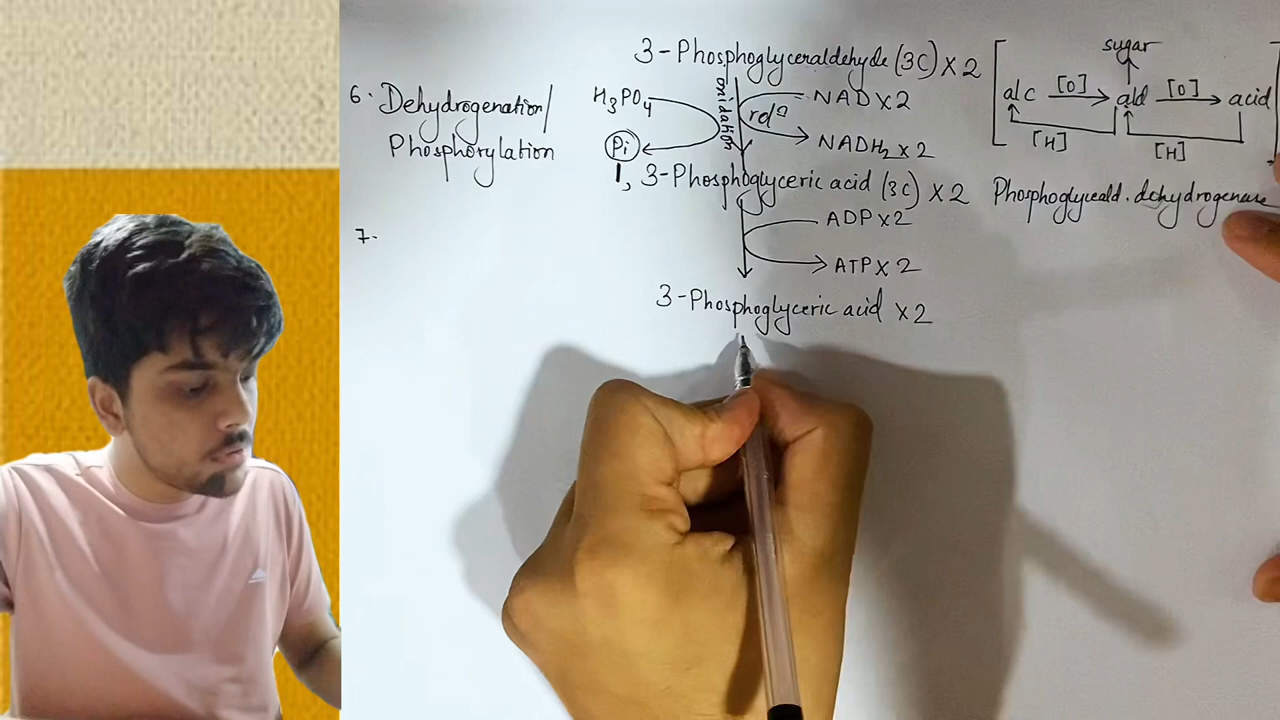 3-Phosphoglyceraldehyde (3C) X 2
6. Dehydrogenation/
Phosphorylation
H₃PO₄
Pi
oxidation
redⁿ
NAD X 2
NADH₂ X 2
1, 3-Phosphoglyceric acid (3C) X 2
sugar
alc [O] ald [O] acid
[H]
[H]
Phosphoglyceald. dehydrogenase
7.
ADP X 2
ATP X 2
3-Phosphoglyceric acid X 2